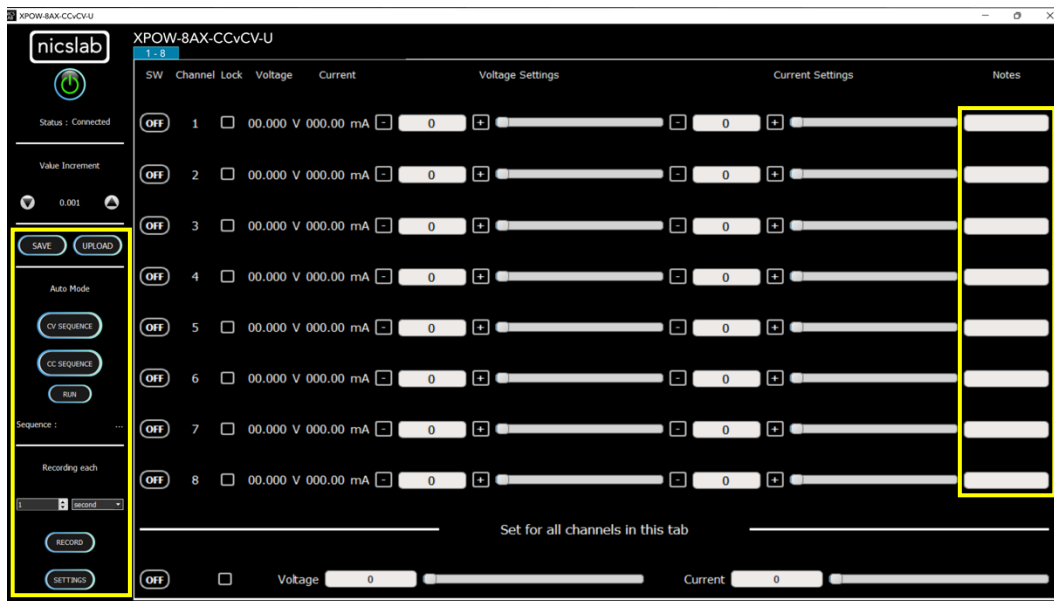 XPOW-8AX-CCvCV-U
nicslab
Status : Connected
Value Increment
0.001
SAVE UPLOAD
Auto Mode
CV SEQUENCE
CC SEQUENCE
RUN
Sequence : ...
Recording each
1 second
RECORD
SETTINGS
XPOW-8AX-CCvCV-U
1 - 8
SW Channel Lock Voltage Current Voltage Settings Current Settings Notes
OFF 1 00.000 V 000.00 mA - 0 + - 0 +
OFF 2 00.000 V 000.00 mA - 0 + - 0 +
OFF 3 00.000 V 000.00 mA - 0 + - 0 +
OFF 4 00.000 V 000.00 mA - 0 + - 0 +
OFF 5 00.000 V 000.00 mA - 0 + - 0 +
OFF 6 00.000 V 000.00 mA - 0 + - 0 +
OFF 7 00.000 V 000.00 mA - 0 + - 0 +
OFF 8 00.000 V 000.00 mA - 0 + - 0 +
Set for all channels in this tab
OFF Voltage 0 Current 0